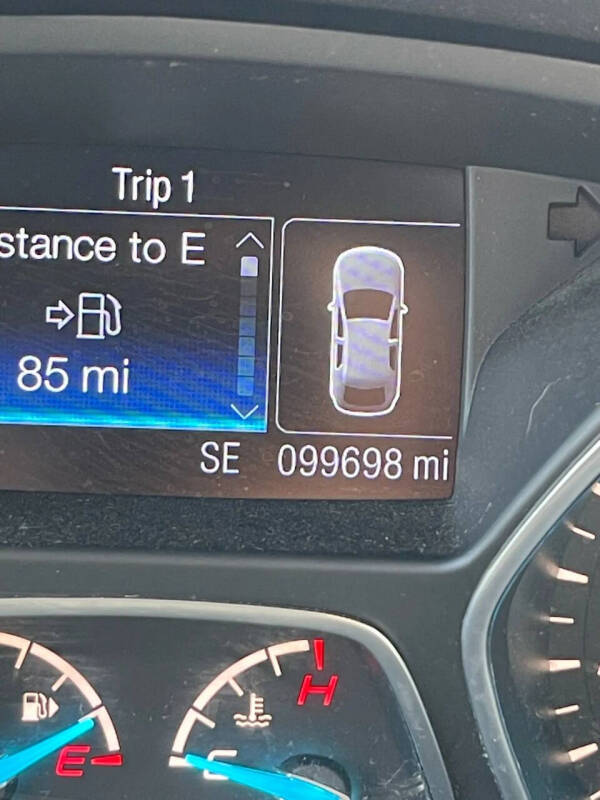 Trip 1
stance to E
85 mi
SE 099698 mi
H
E
C